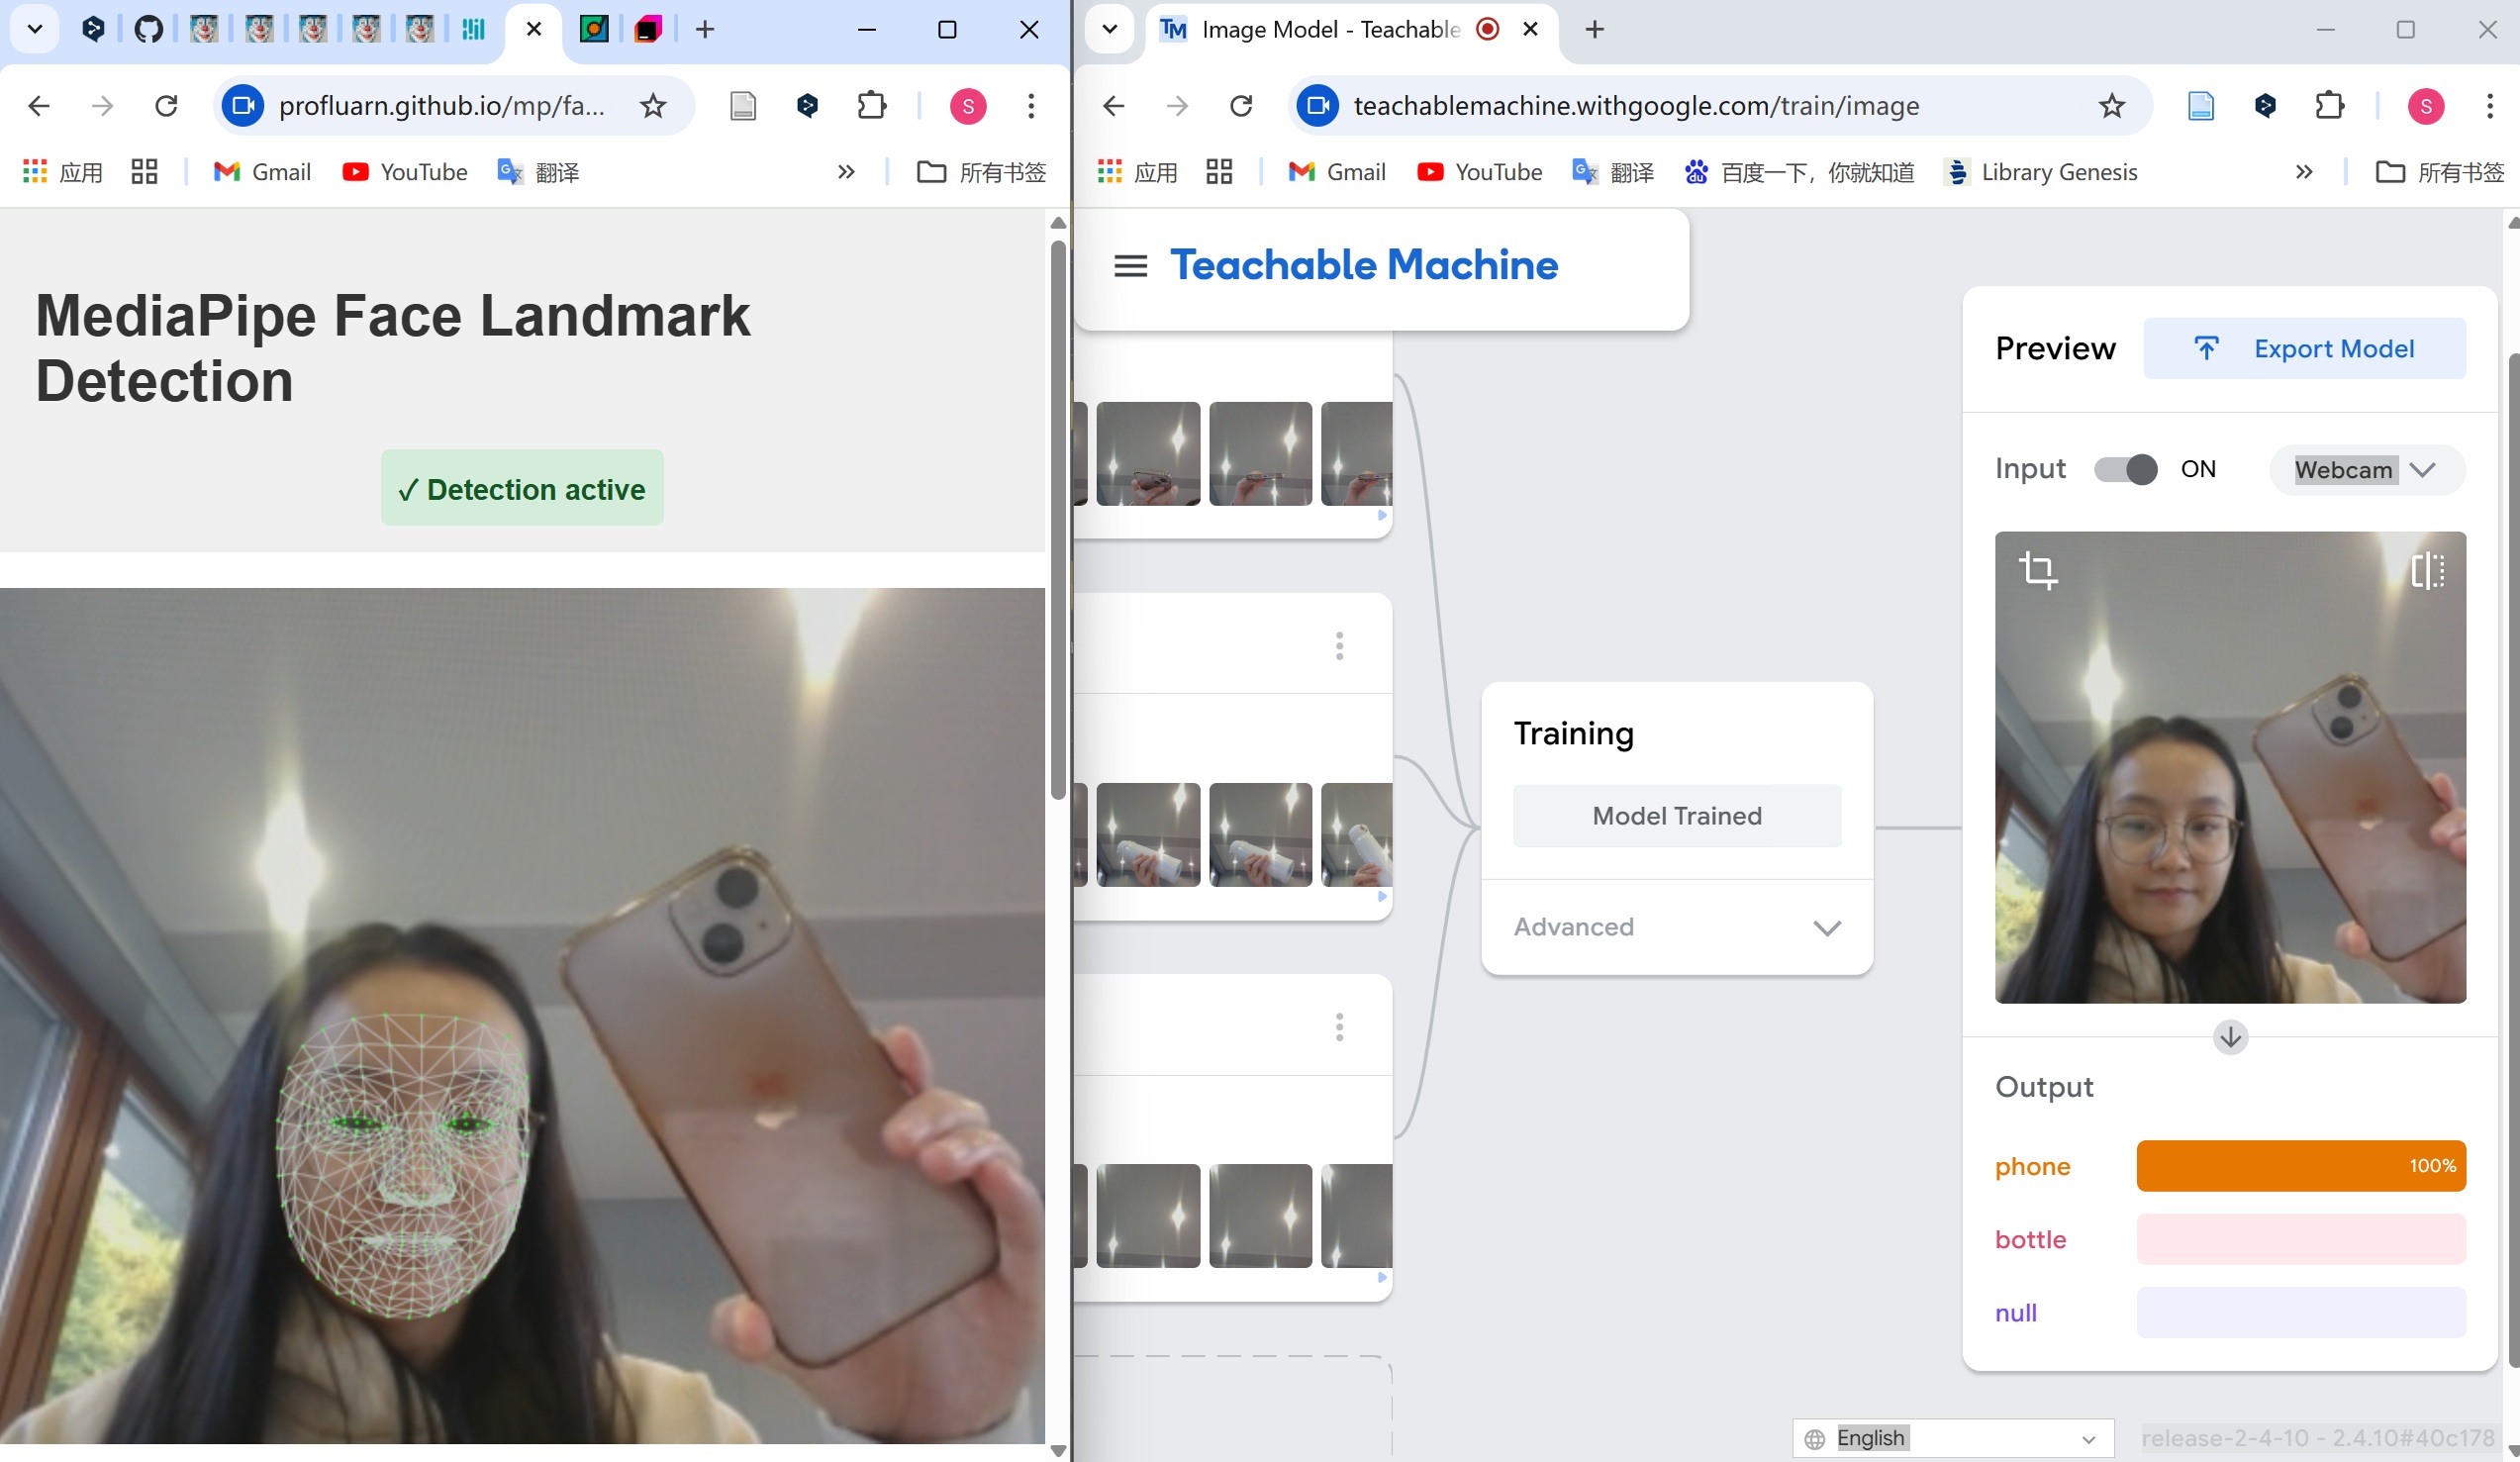 Image Model - Teachable
profluarn.github.io/mp/fa...
S
teachablemachine.withgoogle.com/train/image
S
应用
Gmail
YouTube
翻译
所有书签
应用
Gmail
YouTube
翻译
百度一下，你就知道
Library Genesis
所有书签
MediaPipe Face Landmark
Detection
✓ Detection active
Teachable Machine
Training
Model Trained
Advanced
Preview
Export Model
Input
ON
Webcam
Output
phone
100%
bottle
null
English
release-2-4-10 - 2.4.10#40c178